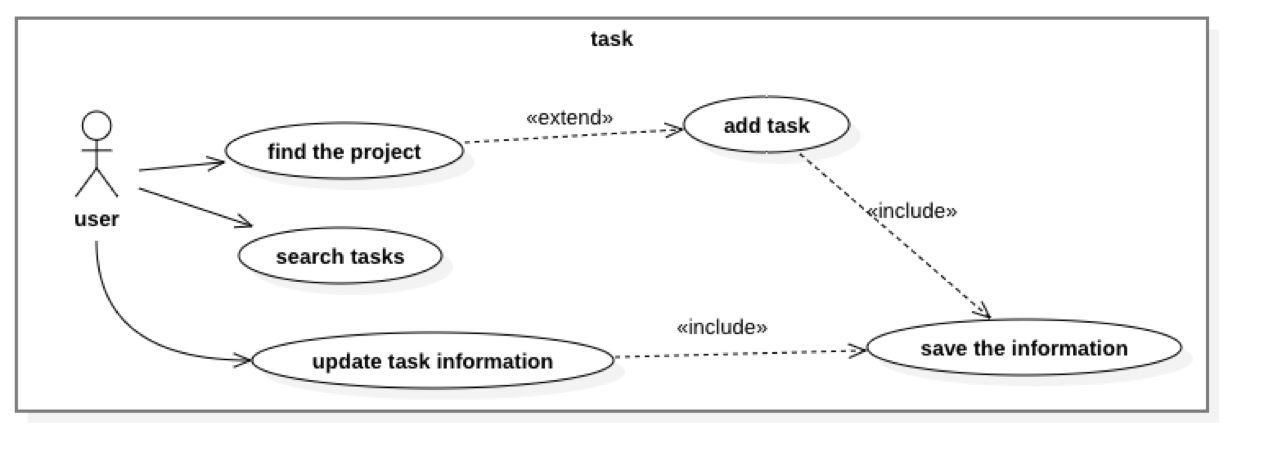 task
«extend»
add task
find the project
user
«include»
search tasks
«include»
update task information
save the information